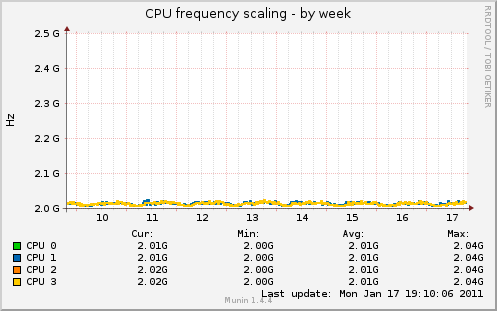 CPU frequency scaling - by week
RRDTOOL / TOBI OETIKER
Hz
2.5 G
2.4 G
2.3 G
2.2 G
2.1 G
2.0 G
10 11 12 13 14 15 16 17
Cur: Min: Avg: Max:
CPU 0 2.01G 2.00G 2.01G 2.04G
CPU 1 2.01G 2.00G 2.01G 2.04G
CPU 2 2.02G 2.00G 2.01G 2.04G
CPU 3 2.02G 2.00G 2.01G 2.04G
Last update: Mon Jan 17 19:10:06 2011
Munin 1.4.4